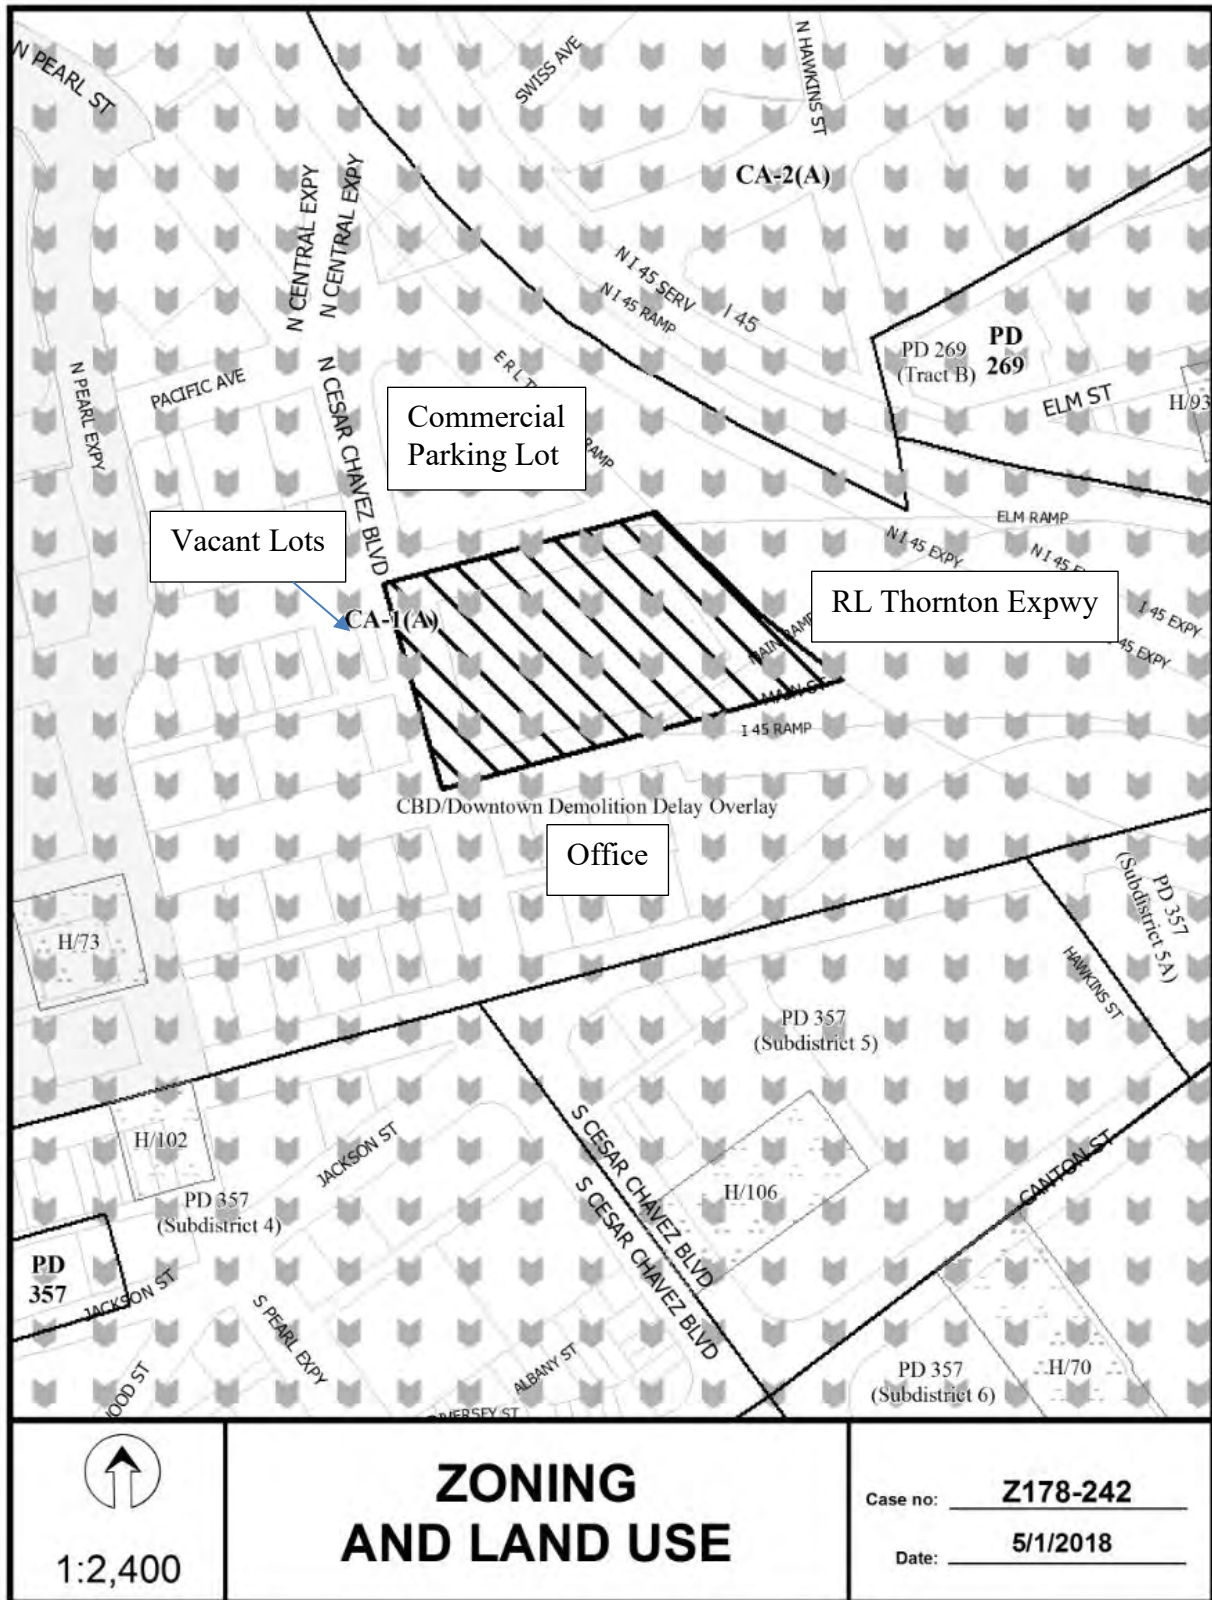 N PEARL ST
SWISS AVE
N HAWKINS ST
CA-2(A)
N CENTRAL EXPY
N CENTRAL EXPY
N I 45 SERV
N I 45 RAMP
I 45
PD 269
(Tract B)
PD
269
N PEARL EXPY
PACIFIC AVE
N CESAR CHAVEZ BLVD
E R L T
RAMP
ELM ST
H/93
Commercial
Parking Lot
Vacant Lots
ELM RAMP
N I 45 EXPY
N I 45 E
I 45 EXPY
45 EXPY
CA-1(A)
RL Thornton Expwy
MAIN RAMP
MAIN ST
I 45 RAMP
CBD/Downtown Demolition Delay Overlay
Office
PD 357
(Subdistrict 5A)
H/73
HAWKINS ST
PD 357
(Subdistrict 5)
H/102
JACKSON ST
S CESAR CHAVEZ BLVD
S CESAR CHAVEZ BLVD
CANTON ST
PD 357
(Subdistrict 4)
H/106
PD
357
JACKSON ST
S PEARL EXPY
ALBANY ST
OOD ST
PD 357
(Subdistrict 6)
H/70
1:2,400
ZONING
AND LAND USE
Case no: Z178-242
Date: 5/1/2018